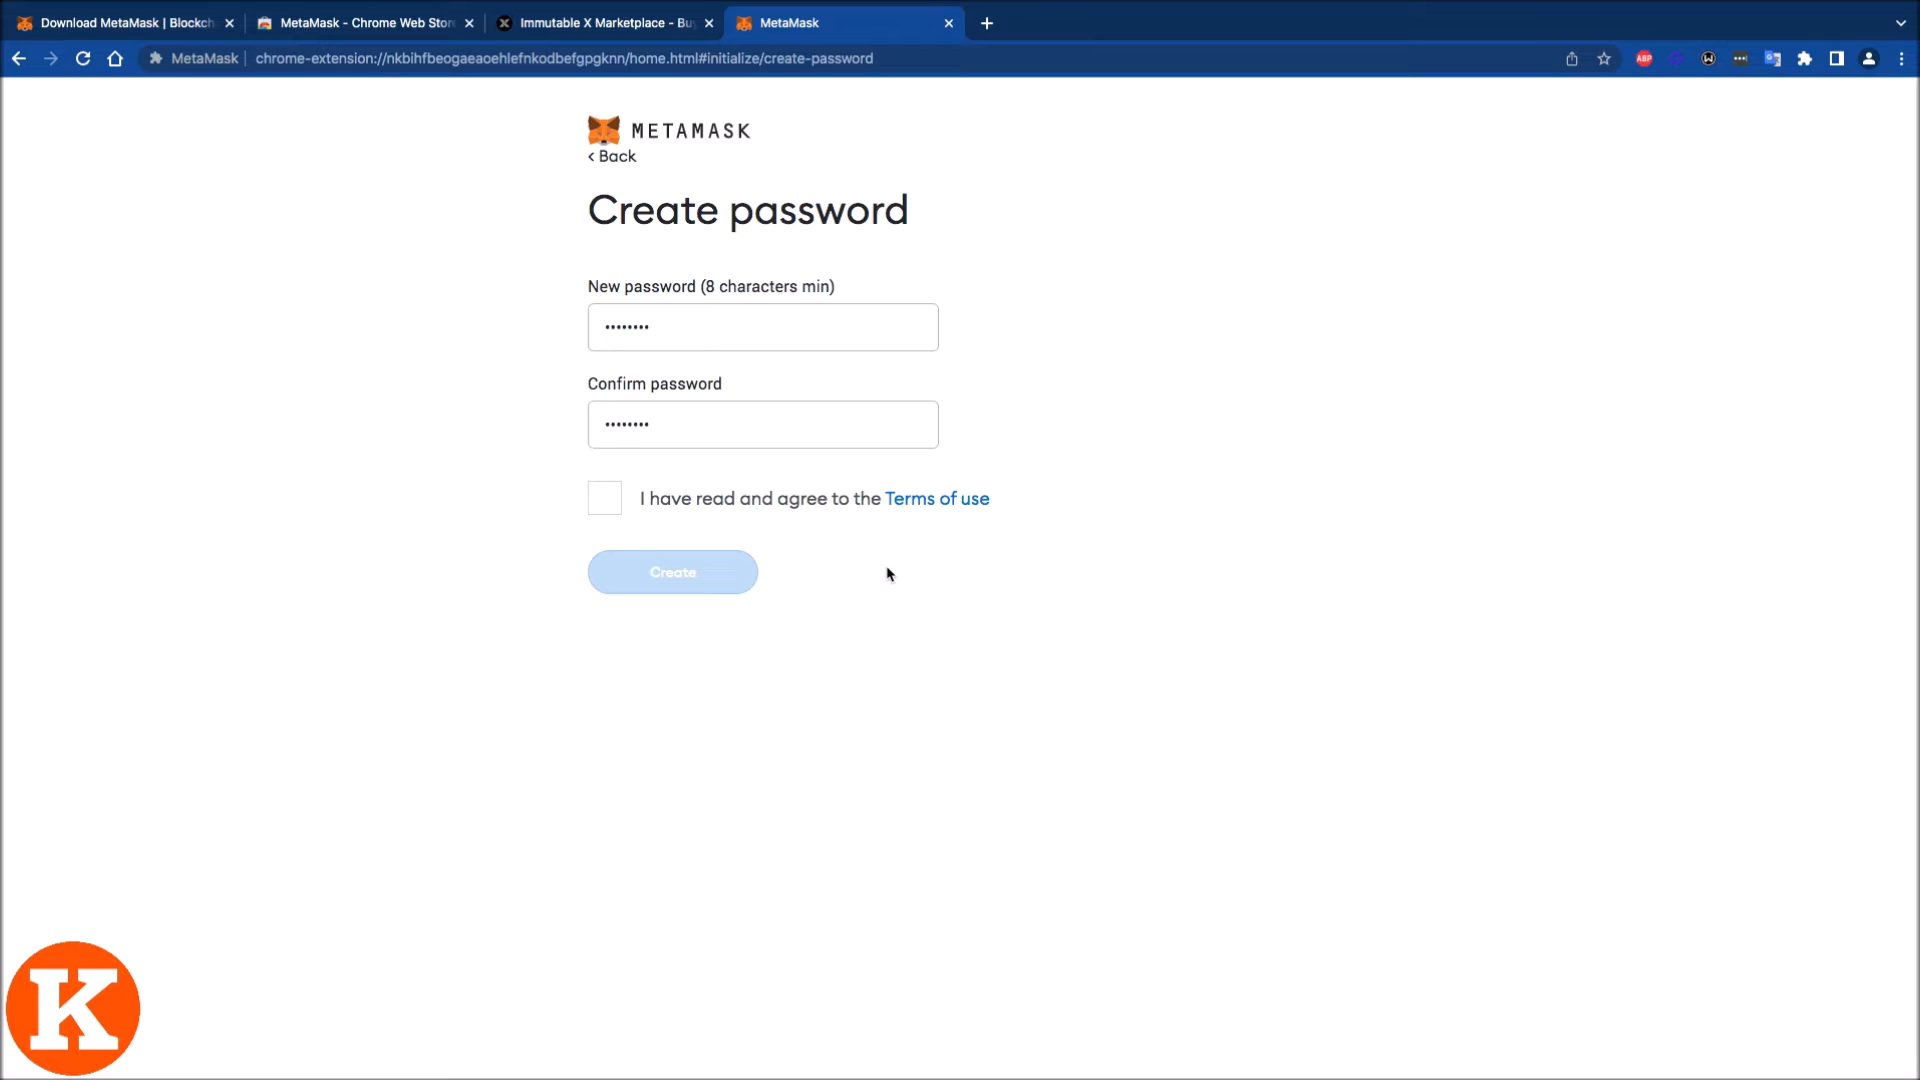 Download MetaMask | Blockch
MetaMask - Chrome Web Stor
Immutable X Marketplace - Bu
MetaMask
MetaMask
chrome-extension://nkbihfbeogaeaoehlefnkodbefgpgknn/home.html#initialize/create-password
ABP
METAMASK
< Back
Create password
New password (8 characters min)
••••••••
Confirm password
••••••••
I have read and agree to the Terms of use
Create
K